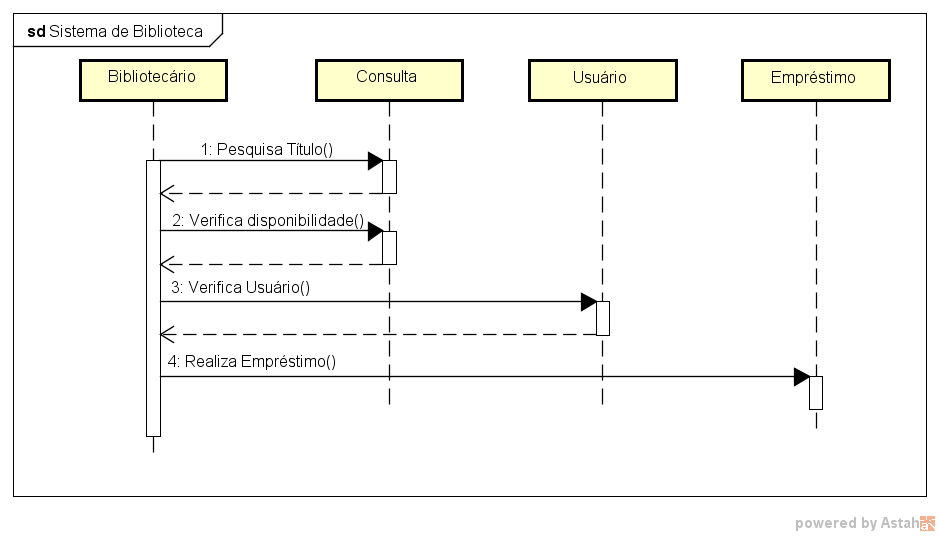 sd Sistema de Biblioteca
Bibliotecário
Consulta
Usuário
Empréstimo
1: Pesquisa Título()
2: Verifica disponibilidade()
3: Verifica Usuário()
4: Realiza Empréstimo()
powered by Astah